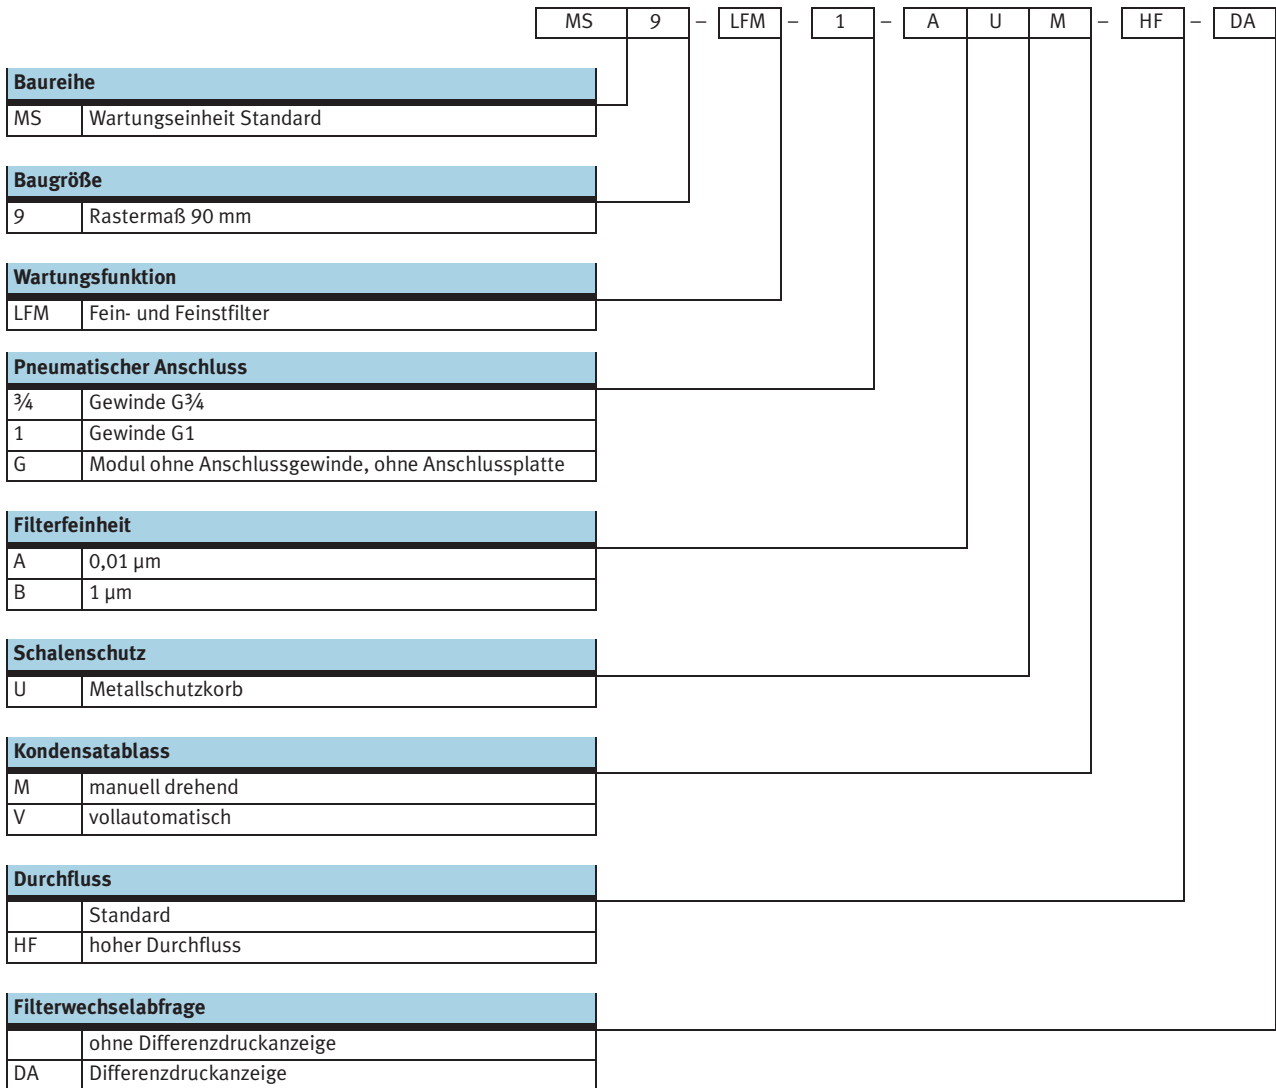 MS 9 – LFM – 1 – A U M – HF – DA
Baureihe
MS Wartungseinheit Standard
Baugröße
9 Rastermaß 90 mm
Wartungsfunktion
LFM Fein- und Feinstfilter
Pneumatischer Anschluss
¾ Gewinde G¾
1 Gewinde G1
G Modul ohne Anschlussgewinde, ohne Anschlussplatte
Filterfeinheit
A 0,01 µm
B 1 µm
Schalenschutz
U Metallschutzkorb
Kondensatablass
M manuell drehend
V vollautomatisch
Durchfluss
Standard
HF hoher Durchfluss
Filterwechselabfrage
ohne Differenzdruckanzeige
DA Differenzdruckanzeige